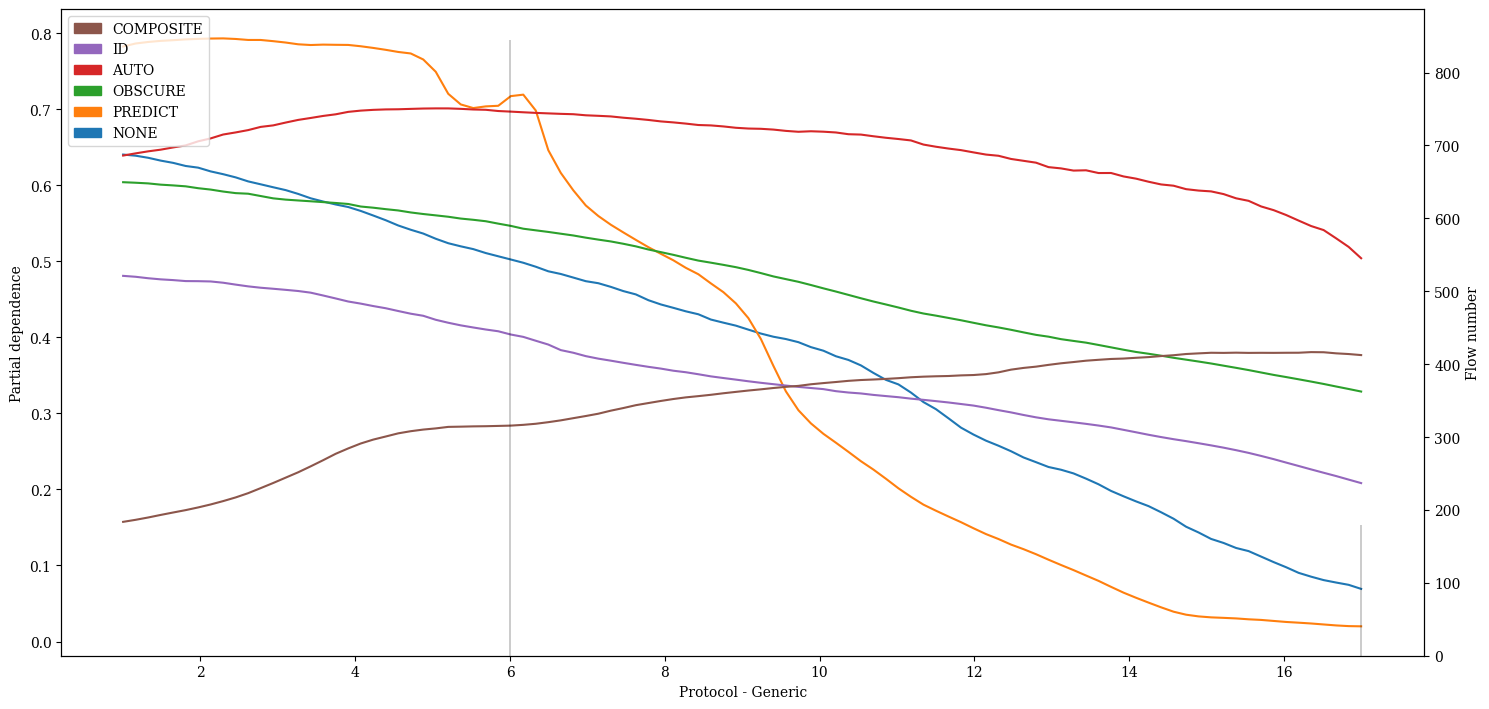 COMPOSITE
ID
AUTO
OBSCURE
PREDICT
NONE
Partial dependence
0.8
0.7
0.6
0.5
0.4
0.3
0.2
0.1
0.0
2 4 6 8 10 12 14 16
Protocol - Generic
800
700
600
500
400
300
200
100
0
Flow number